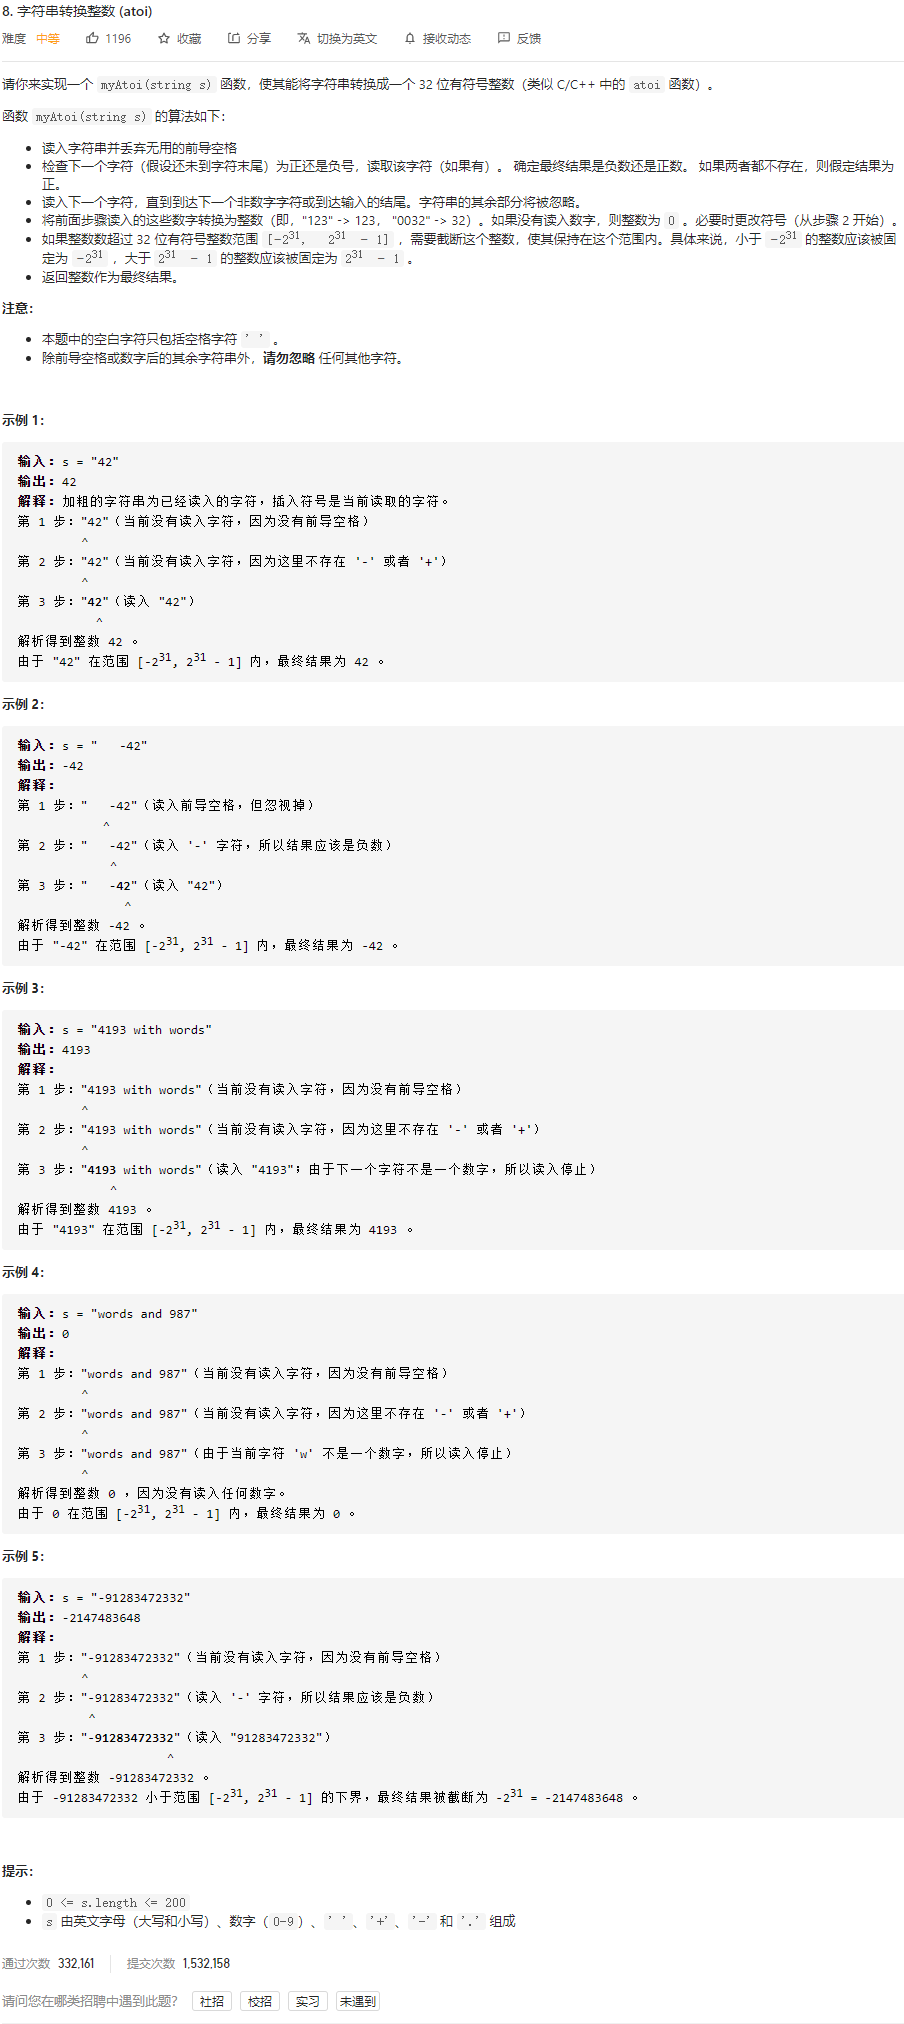 8. 字符串转换整数 (atoi)
难度 中等 1196 收藏 分享 切换为英文 接收动态 反馈
请你来实现一个 myAtoi(string s) 函数，使其能将字符串转换成一个 32 位有符号整数（类似 C/C++ 中的 atoi 函数）。
函数 myAtoi(string s) 的算法如下：
• 读入字符串并丢弃无用的前导空格
• 检查下一个字符（假设还未到字符末尾）为正还是负号，读取该字符（如果有）。 确定最终结果是负数还是正数。 如果两者都不存在，则假定结果为
正。
• 读入下一个字符，直到到达下一个非数字字符或到达输入的结尾。字符串的其余部分将被忽略。
• 将前面步骤读入的这些数字转换为整数（即，"123" -> 123， "0032" -> 32）。如果没有读入数字，则整数为 0 。必要时更改符号（从步骤 2 开始）。
• 如果整数数超过 32 位有符号整数范围 [−2³¹,  2³¹ − 1] ，需要截断这个整数，使其保持在这个范围内。具体来说，小于 −2³¹ 的整数应该被固
定为 −2³¹ ，大于 2³¹ − 1 的整数应该被固定为 2³¹ − 1 。
• 返回整数作为最终结果。
注意：
• 本题中的空白字符只包括空格字符 ' ' 。
• 除前导空格或数字后的其余字符串外，请勿忽略 任何其他字符。
示例 1：
输入：s = "42"
输出：42
解释：加粗的字符串为已经读入的字符，插入符号是当前读取的字符。
第 1 步："42"（当前没有读入字符，因为没有前导空格）
^
第 2 步："42"（当前没有读入字符，因为这里不存在 '-' 或者 '+'）
^
第 3 步："42"（读入 "42"）
^
解析得到整数 42 。
由于 "42" 在范围 [-2³¹, 2³¹ - 1] 内，最终结果为 42 。
示例 2：
输入：s = "   -42"
输出：-42
解释：
第 1 步："   -42"（读入前导空格，但忽视掉）
^
第 2 步："   -42"（读入 '-' 字符，所以结果应该是负数）
^
第 3 步："   -42"（读入 "42"）
^
解析得到整数 -42 。
由于 "-42" 在范围 [-2³¹, 2³¹ - 1] 内，最终结果为 -42 。
示例 3：
输入：s = "4193 with words"
输出：4193
解释：
第 1 步："4193 with words"（当前没有读入字符，因为没有前导空格）
^
第 2 步："4193 with words"（当前没有读入字符，因为这里不存在 '-' 或者 '+'）
^
第 3 步："4193 with words"（读入 "4193"；由于下一个字符不是一个数字，所以读入停止）
^
解析得到整数 4193 。
由于 "4193" 在范围 [-2³¹, 2³¹ - 1] 内，最终结果为 4193 。
示例 4：
输入：s = "words and 987"
输出：0
解释：
第 1 步："words and 987"（当前没有读入字符，因为没有前导空格）
^
第 2 步："words and 987"（当前没有读入字符，因为这里不存在 '-' 或者 '+'）
^
第 3 步："words and 987"（由于当前字符 'w' 不是一个数字，所以读入停止）
^
解析得到整数 0 ，因为没有读入任何数字。
由于 0 在范围 [-2³¹, 2³¹ - 1] 内，最终结果为 0 。
示例 5：
输入：s = "-91283472332"
输出：-2147483648
解释：
第 1 步："-91283472332"（当前没有读入字符，因为没有前导空格）
^
第 2 步："-91283472332"（读入 '-' 字符，所以结果应该是负数）
^
第 3 步："-91283472332"（读入 "91283472332"）
^
解析得到整数 -91283472332 。
由于 -91283472332 小于范围 [-2³¹, 2³¹ - 1] 的下界，最终结果被截断为 -2³¹ = -2147483648 。
提示：
• 0 <= s.length <= 200
• s 由英文字母（大写和小写）、数字（0-9）、' '、'+'、'-' 和 '.' 组成
通过次数 332,161 提交次数 1,532,158
请问您在哪类招聘中遇到此题？ 社招 校招 实习 未遇到